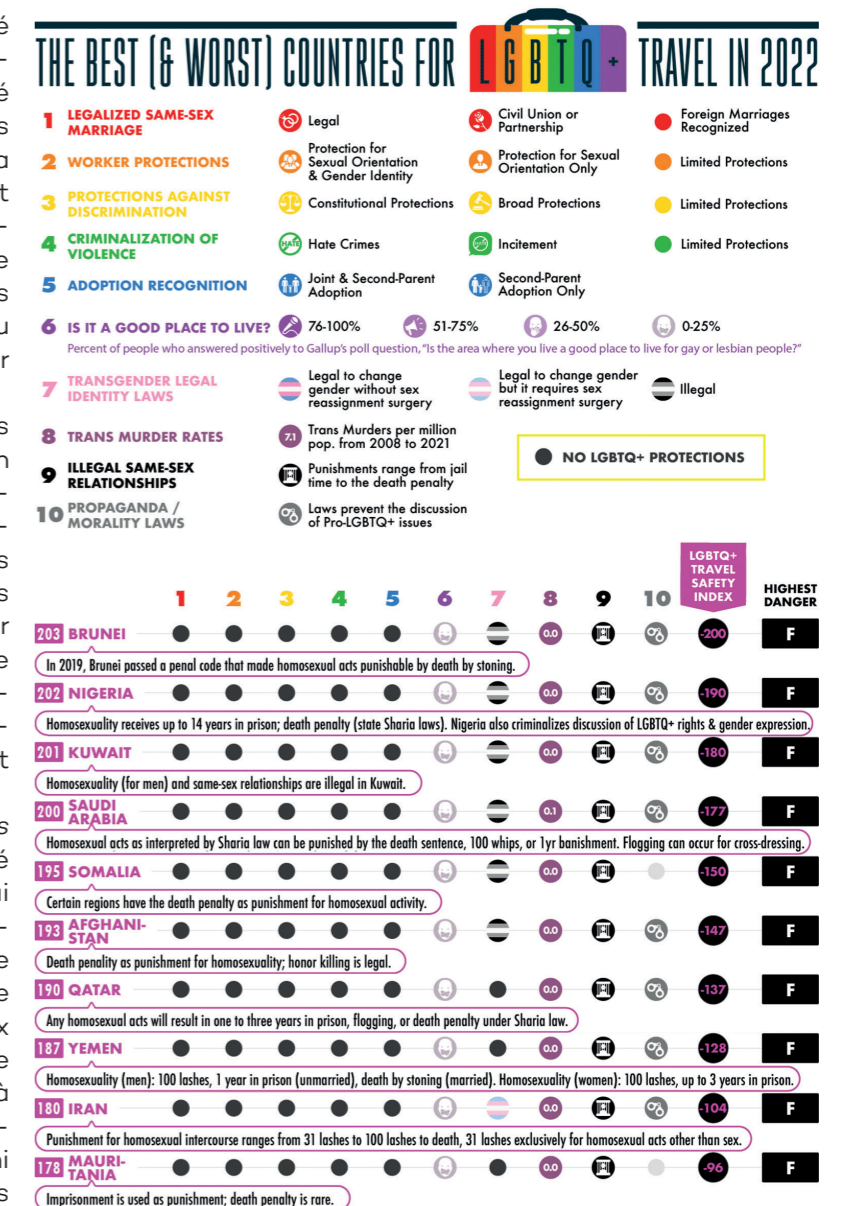 THE BEST (& WORST) COUNTRIES FOR LGBTQ+ TRAVEL IN 2022
1 LEGALIZED SAME-SEX MARRIAGE
Legal
Civil Union or Partnership
Foreign Marriages Recognized
2 WORKER PROTECTIONS
Protection for Sexual Orientation & Gender Identity
Protection for Sexual Orientation Only
Limited Protections
3 PROTECTIONS AGAINST DISCRIMINATION
Constitutional Protections
Broad Protections
Limited Protections
4 CRIMINALIZATION OF VIOLENCE
HATE Hate Crimes
Incitement
Limited Protections
5 ADOPTION RECOGNITION
Joint & Second-Parent Adoption
Second-Parent Adoption Only
6 IS IT A GOOD PLACE TO LIVE?
76-100%
51-75%
26-50%
0-25%
Percent of people who answered positively to Gallup's poll question, "Is the area where you live a good place to live for gay or lesbian people?"
7 TRANSGENDER LEGAL IDENTITY LAWS
Legal to change gender without sex reassignment surgery
Legal to change gender but it requires sex reassignment surgery
Illegal
8 TRANS MURDER RATES
7.1 Trans Murders per million pop. from 2008 to 2021
9 ILLEGAL SAME-SEX RELATIONSHIPS
Punishments range from jail time to the death penalty
NO LGBTQ+ PROTECTIONS
10 PROPAGANDA / MORALITY LAWS
Laws prevent the discussion of Pro-LGBTQ+ issues
1 2 3 4 5 6 7 8 9 10 LGBTQ+ TRAVEL SAFETY INDEX HIGHEST DANGER
203 BRUNEI 0.0 -200 F
In 2019, Brunei passed a penal code that made homosexual acts punishable by death by stoning.
202 NIGERIA 0.0 -190 F
Homosexuality receives up to 14 years in prison; death penalty (state Sharia laws). Nigeria also criminalizes discussion of LGBTQ+ rights & gender expression.
201 KUWAIT 0.0 -180 F
Homosexuality (for men) and same-sex relationships are illegal in Kuwait.
200 SAUDI ARABIA 0.1 -177 F
Homosexual acts as interpreted by Sharia law can be punished by the death sentence, 100 whips, or 1yr banishment. Flogging can occur for cross-dressing.
195 SOMALIA 0.0 -150 F
Certain regions have the death penalty as punishment for homosexual activity.
193 AFGHANI-STAN 0.0 -147 F
Death penality as punishment for homosexuality; honor killing is legal.
190 QATAR 0.0 -137 F
Any homosexual acts will result in one to three years in prison, flogging, or death penalty under Sharia law.
187 YEMEN 0.0 -128 F
Homosexuality (men): 100 lashes, 1 year in prison (unmarried), death by stoning (married). Homosexuality (women): 100 lashes, up to 3 years in prison.
180 IRAN 0.0 -104 F
Punishment for homosexual intercourse ranges from 31 lashes to 100 lashes to death, 31 lashes exclusively for homosexual acts other than sex.
178 MAURI-TANIA 0.0 -96 F
Imprisonment is used as punishment; death penalty is rare.